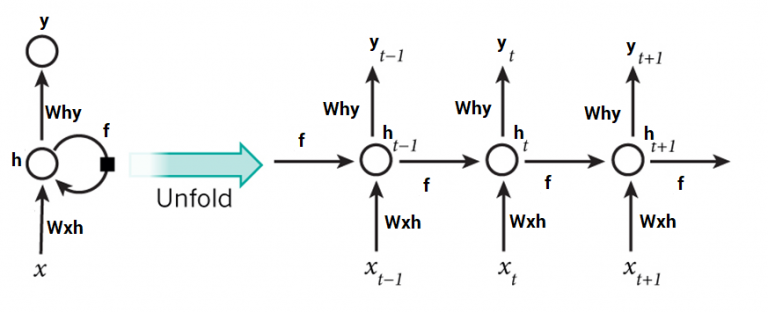 y
Why
f
h
Wxh
x
Unfold
y t-1
y t
y t+1
Why
Why
Why
f
h t-1
h t
h t+1
f
f
f
Wxh
Wxh
Wxh
x t-1
x t
x t+1